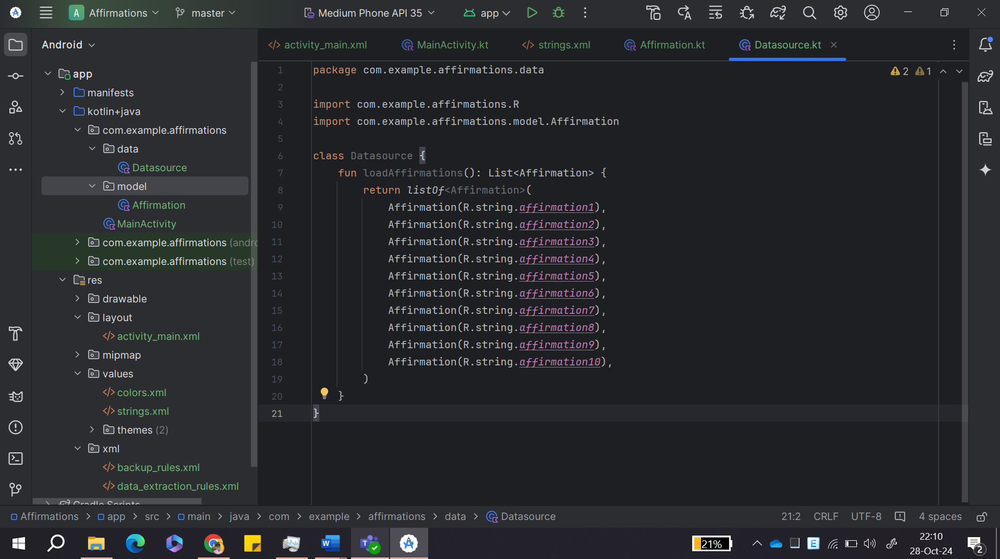 A Affirmations master Medium Phone API 35 app
Android
activity_main.xml MainActivity.kt strings.xml Affirmation.kt Datasource.kt
app
manifests
kotlin+java
com.example.affirmations
data
Datasource
model
Affirmation
MainActivity
com.example.affirmations (andro
com.example.affirmations (test)
res
drawable
layout
activity_main.xml
mipmap
values
colors.xml
strings.xml
themes (2)
xml
backup_rules.xml
data_extraction_rules.xml
Gradle Scripts
2 1
1 package com.example.affirmations.data
2
3 import com.example.affirmations.R
4 import com.example.affirmations.model.Affirmation
5
6 class Datasource {
7 fun loadAffirmations(): List<Affirmation> {
8 return listOf<Affirmation>(
9 Affirmation(R.string.affirmation1),
10 Affirmation(R.string.affirmation2),
11 Affirmation(R.string.affirmation3),
12 Affirmation(R.string.affirmation4),
13 Affirmation(R.string.affirmation5),
14 Affirmation(R.string.affirmation6),
15 Affirmation(R.string.affirmation7),
16 Affirmation(R.string.affirmation8),
17 Affirmation(R.string.affirmation9),
18 Affirmation(R.string.affirmation10),
19 )
20 }
21 }
Affirmations > app > src > main > java > com > example > affirmations > data > Datasource 21:2 CRLF UTF-8 4 spaces
21% 22:10
28-Oct-24 2